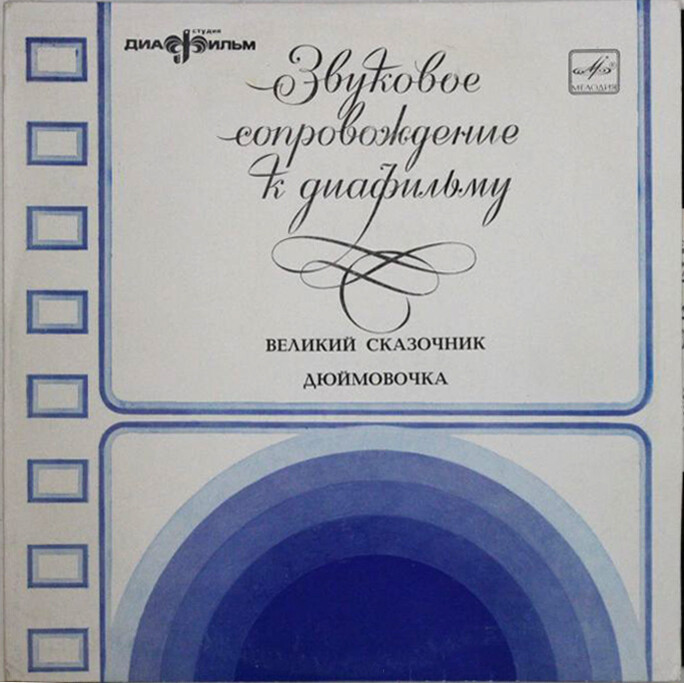 студия
ДИАФИЛЬМ
МЕЛОДИЯ
Звуковое
сопровождение
к диафильму
ВЕЛИКИЙ СКАЗОЧНИК
ДЮЙМОВОЧКА